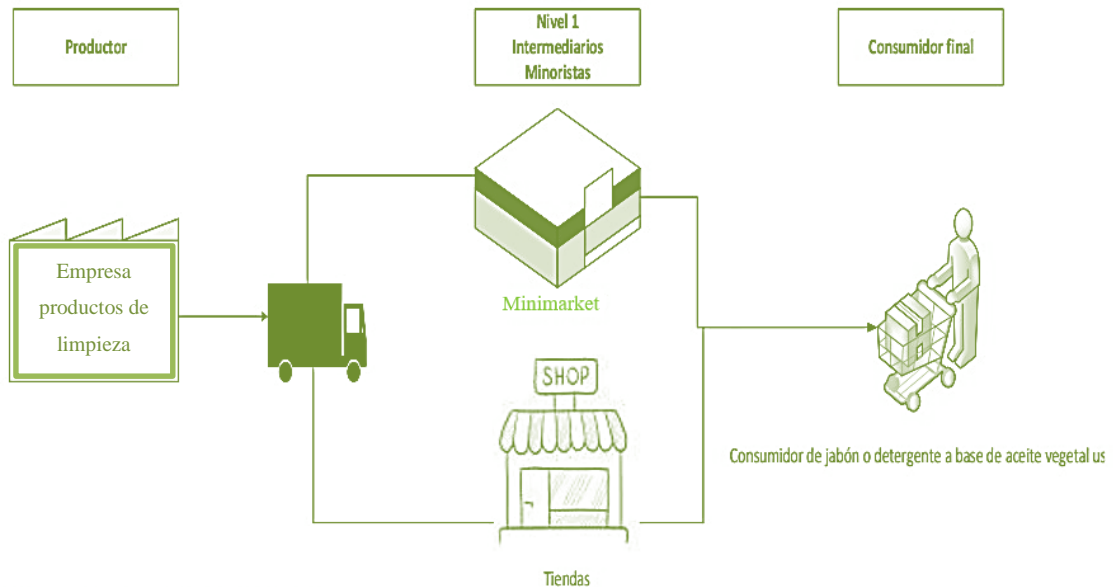 Productor
Nivel 1
Intermediarios
Minoristas
Consumidor final
Empresa
productos de
limpieza
Minimarket
SHOP
Consumidor de jabón o detergente a base de aceite vegetal us
Tiendas